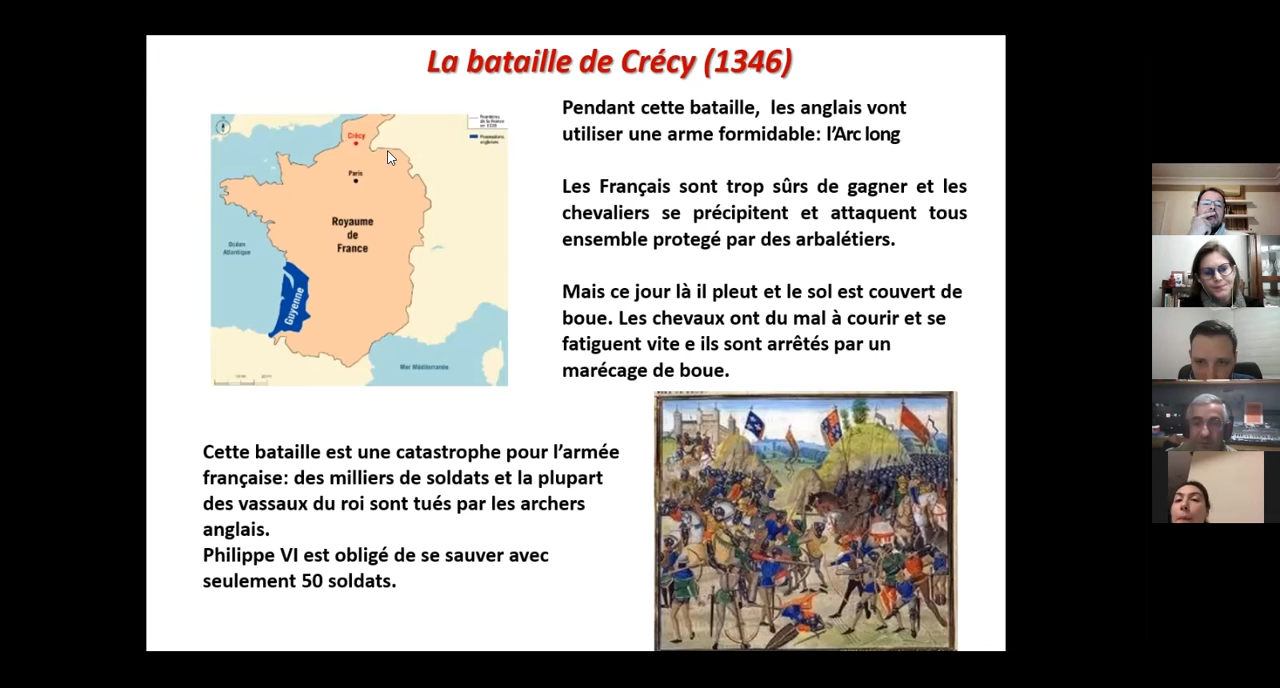 La bataille de Crécy (1346)
Pendant cette bataille,  les anglais vont
utiliser une arme formidable: l’Arc long
Les Français sont trop sûrs de gagner et les
chevaliers se précipitent et attaquent tous
ensemble protegé par des arbalétiers.
Mais ce jour là il pleut et le sol est couvert de
boue. Les chevaux ont du mal à courir et se
fatiguent vite e ils sont arrêtés par un
marécage de boue.
Crécy
Paris
Royaume
de
France
Océan
Atlantique
Guyenne
Mer Méditerranée
Frontières
de la France
Possessions
anglaises
Cette bataille est une catastrophe pour l’armée
française: des milliers de soldats et la plupart
des vassaux du roi sont tués par les archers
anglais.
Philippe VI est obligé de se sauver avec
seulement 50 soldats.